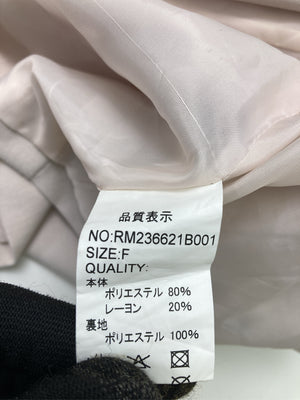 品質表示
NO:RM236621B001
SIZE:F
QUALITY:
本体
ポリエステル 80%
レーヨン 20%
裏地
ポリエステル 100%